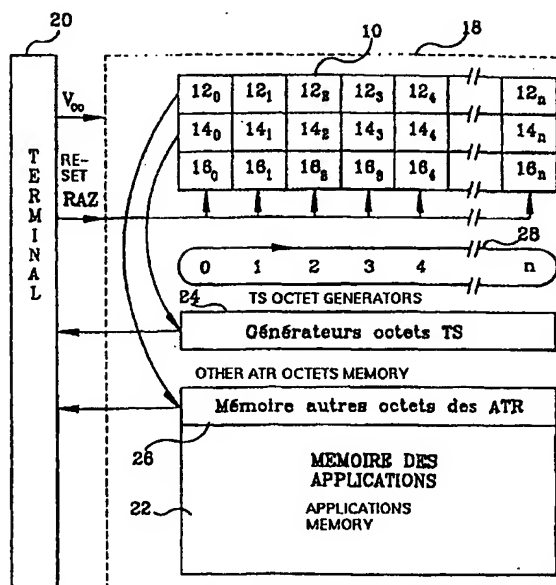 20
10
18
TERMINAL
V∞
RE-
SET
RAZ
12₀ 12₁ 12₂ 12₃ 12₄ 12ₙ
14₀ 14₁ 14₂ 14₃ 14₄ 14ₙ
16₀ 16₁ 16₂ 16₃ 16₄ 16ₙ
28
0 1 2 3 4 n
24
TS OCTET GENERATORS
Générateurs octets TS
OTHER ATR OCTETS MEMORY
Mémoire autres octets des ATR
26
MEMOIRE DES
APPLICATIONS
22
APPLICATIONS
MEMORY